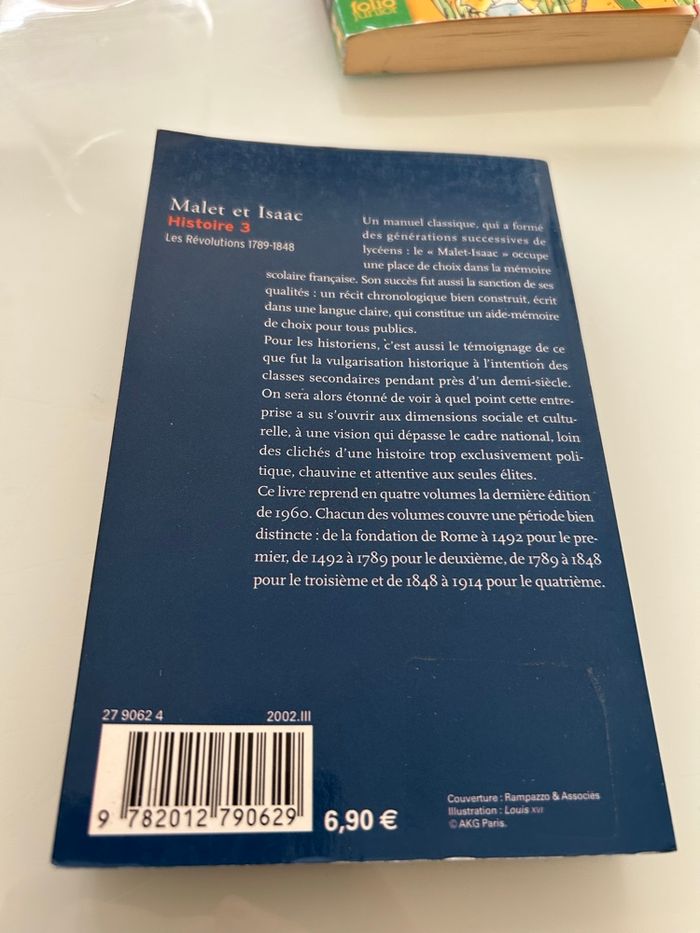 folio
junior
Malet et Isaac
Histoire 3
Les Révolutions 1789-1848
Un manuel classique, qui a formé
des générations successives de
lycéens : le « Malet-Isaac » occupe
une place de choix dans la mémoire
scolaire française. Son succès fut aussi la sanction de ses
qualités : un récit chronologique bien construit, écrit
dans une langue claire, qui constitue un aide-mémoire
de choix pour tous publics.
Pour les historiens, c'est aussi le témoignage de ce
que fut la vulgarisation historique à l'intention des
classes secondaires pendant près d'un demi-siècle.
On sera alors étonné de voir à quel point cette entre-
prise a su s'ouvrir aux dimensions sociale et cultu-
relle, à une vision qui dépasse le cadre national, loin
des clichés d'une histoire trop exclusivement poli-
tique, chauvine et attentive aux seules élites.
Ce livre reprend en quatre volumes la dernière édition
de 1960. Chacun des volumes couvre une période bien
distincte : de la fondation de Rome à 1492 pour le pre-
mier, de 1492 à 1789 pour le deuxième, de 1789 à 1848
pour le troisième et de 1848 à 1914 pour le quatrième.
27 9062 4
2002.III
9 782012 790629
6,90 €
Couverture : Rampazzo & Associés
Illustration : Louis XVI
© AKG Paris.